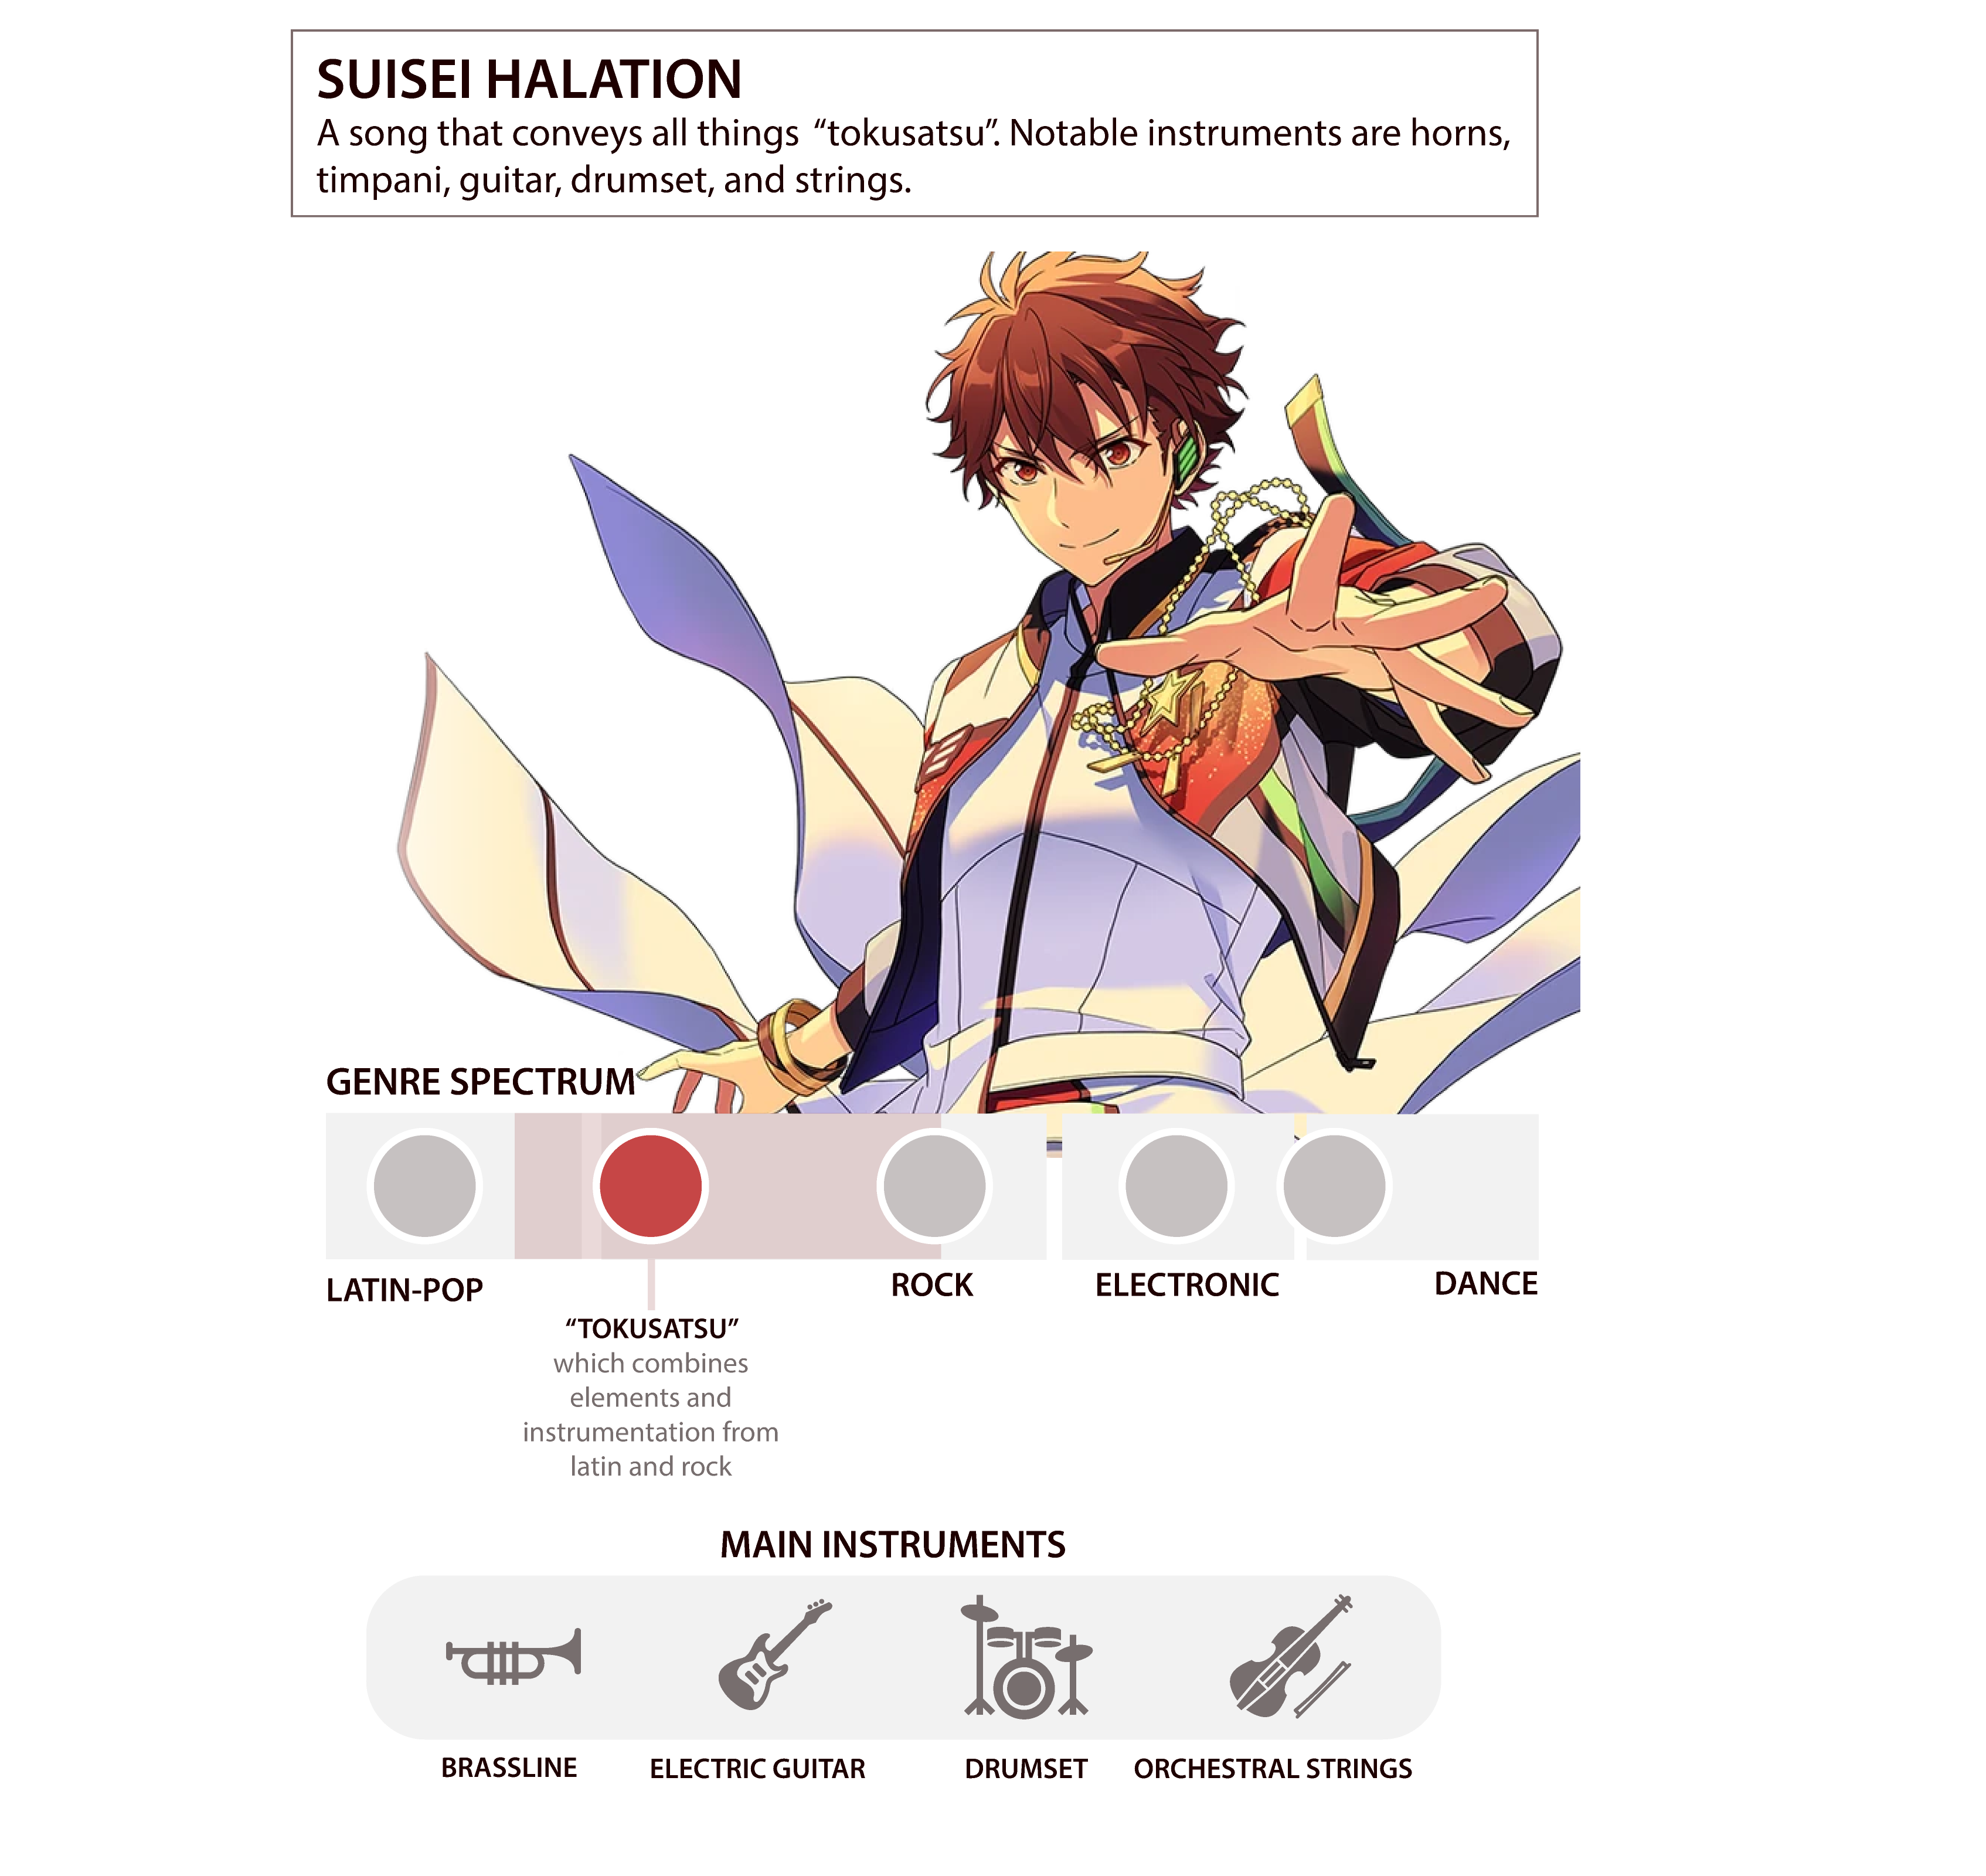 SUISEI HALATION
A song that conveys all things “tokusatsu”. Notable instruments are horns,
timpani, guitar, drumset, and strings.
GENRE SPECTRUM
LATIN-POP
ROCK
ELECTRONIC
DANCE
“TOKUSATSU”
which combines
elements and
instrumentation from
latin and rock
MAIN INSTRUMENTS
BRASSLINE
ELECTRIC GUITAR
DRUMSET
ORCHESTRAL STRINGS